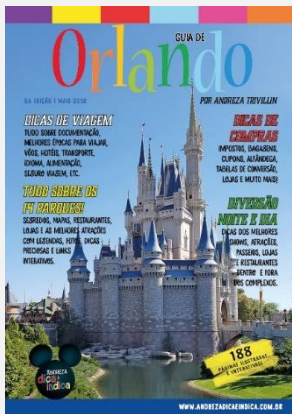 GUIA DE
Orlando
5ª EDIÇÃO | MAIO 2018
POR ANDREZA TRIVILLIN
DICAS DE VIAGEM
TUDO SOBRE DOCUMENTAÇÃO,
MELHORES ÉPOCAS PARA VIAJAR,
VÔOS, HOTÉIS, TRANSPORTE,
IDIOMA, ALIMENTAÇÃO,
SEGURO VIAGEM, ETC.
TUDO SOBRE OS
14 PARQUES!
SEGREDOS, MAPAS, RESTAURANTES,
LOJAS E AS MELHORES ATRAÇÕES
COM LEGENDAS, FOTOS, DICAS
PRECIOSAS E LINKS
INTERATIVOS.
DICAS DE
COMPRAS
IMPOSTOS, BAGAGENS,
CUPONS, ALFÂNDEGA,
TABELAS DE CONVERSÃO,
LOJAS E MUITO MAIS!
DIVERSÃO
NOITE E DIA
DICAS DOS MELHORES
SHOWS, ATRAÇÕES,
PASSEIOS, LOJAS
E RESTAURANTES
DENTRO E FORA
DOS COMPLEXOS.
188
PÁGINAS ILUSTRADAS
E INTERATIVAS!
ANDREZA
dica e
indica
WWW.ANDREZADICAEINDICA.COM.BR